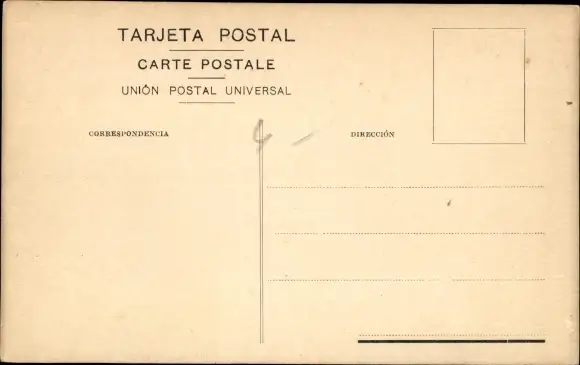 TARJETA POSTAL
CARTE POSTALE
UNIÓN POSTAL UNIVERSAL
CORRESPONDENCIA
DIRECCIÓN